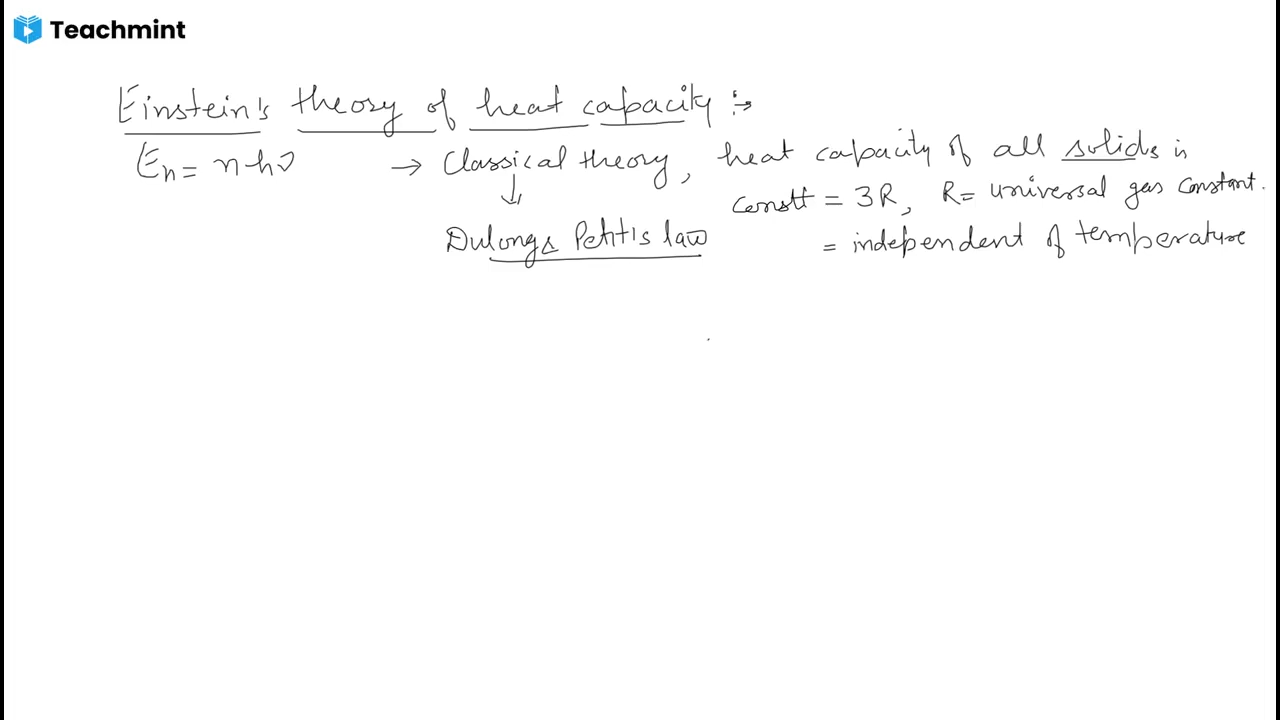 Teachmint
Einstein's theory of heat capacity :→
En = nhν → Classical theory, heat capacity of all solids is
constt = 3R, R = universal gas constant.
↓
Dulong & Petit's law = independent of temperature